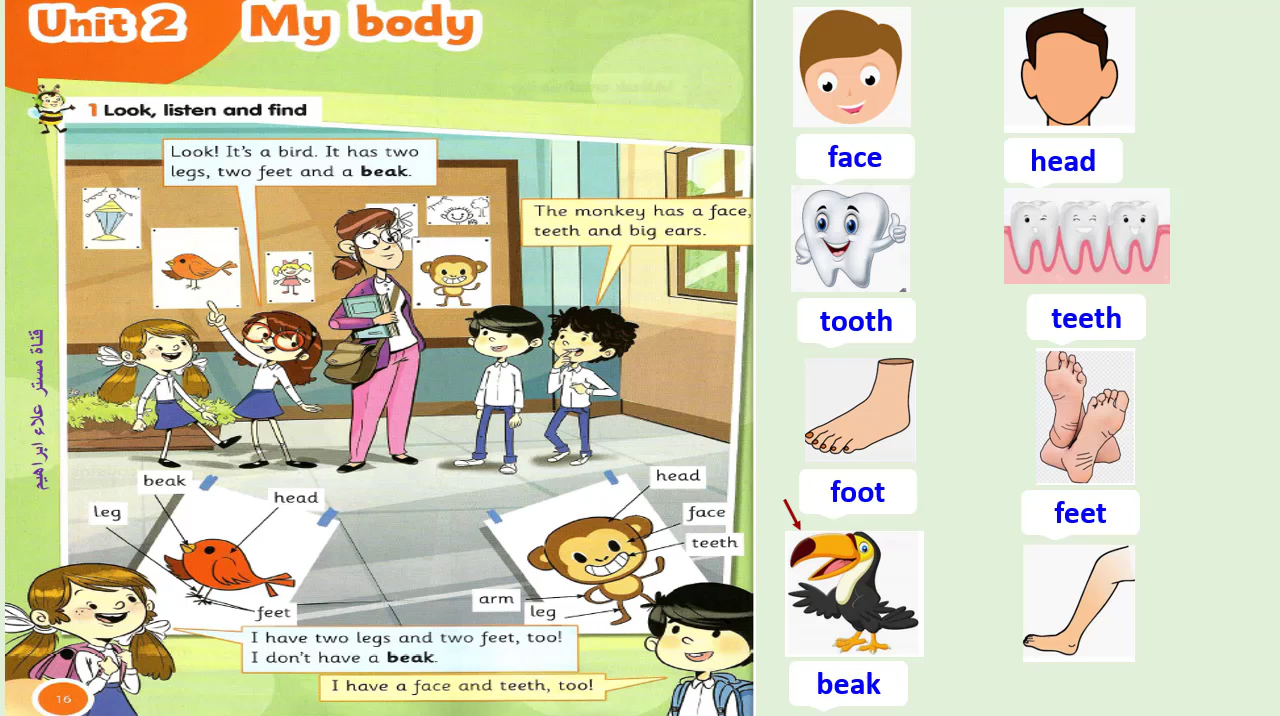 Unit 2 My body
1 Look, listen and find
Look! It's a bird. It has two
legs, two feet and a beak.
The monkey has a face,
teeth and big ears.
قناة مستر علاء ابراهيم
beak
head
leg
feet
head
face
teeth
arm
leg
I have two legs and two feet, too!
I don't have a beak.
I have a face and teeth, too!
16
face
head
tooth
teeth
foot
feet
beak